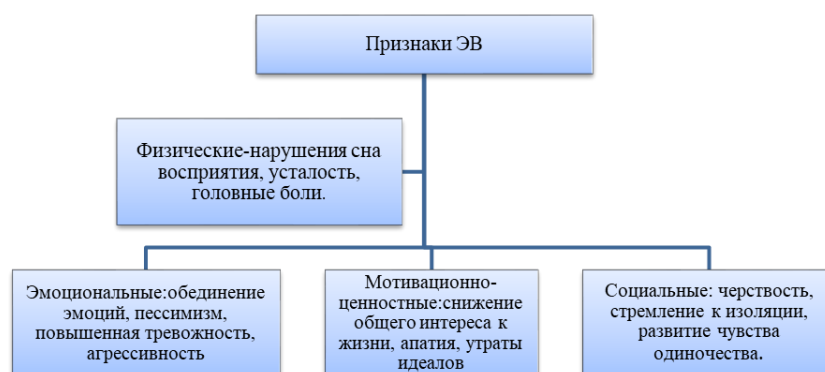 Признаки ЭВ
Физические-нарушения сна
восприятия, усталость,
головные боли.
Эмоциональные:обединение
эмоций, пессимизм,
повышенная тревожность,
агрессивность
Мотивационно-
ценностные:снижение
общего интереса к
жизни, апатия, утраты
идеалов
Социальные: черствость,
стремление к изоляции,
развитие чувства
одиночества.